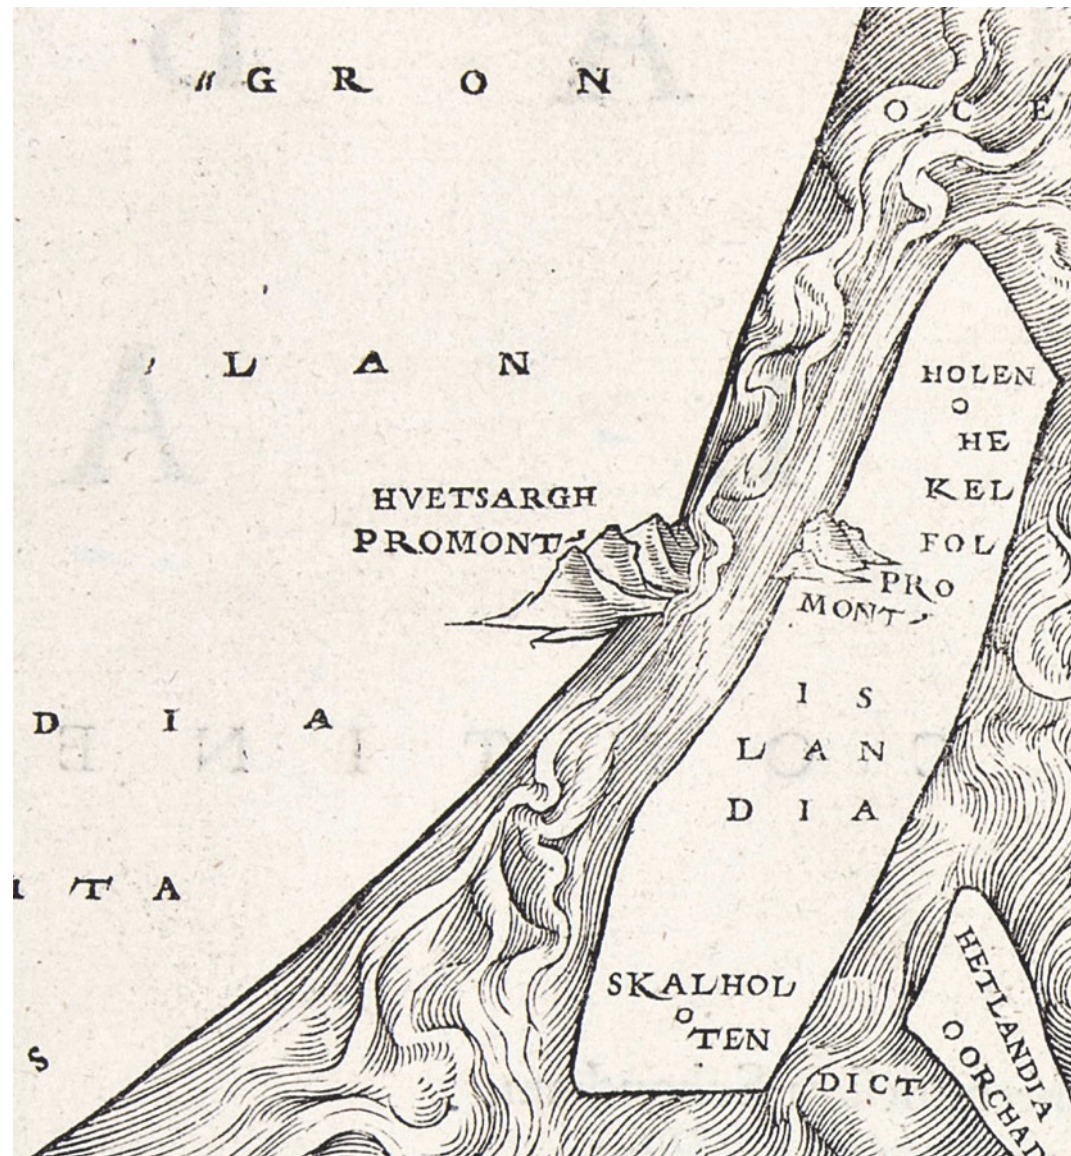 GRON
OCE
LAN
HOLEN
HE
KEL
FOL
PRO
MONT
HVETSARGH
PROMONT
IS
LAN
DIA
DIA
TA
SKALHOL
TEN
S
DICT
HETLANDIA
ORCHAD